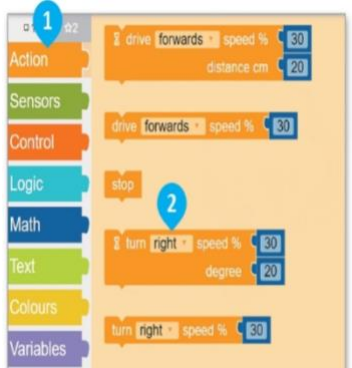 1 2
Action
Sensors
Control
Logic
Math
Text
Colours
Variables
drive forwards speed % 30
distance cm 20
drive forwards speed % 30
stop
2
turn right speed % 30
degree 20
turn right speed % 30